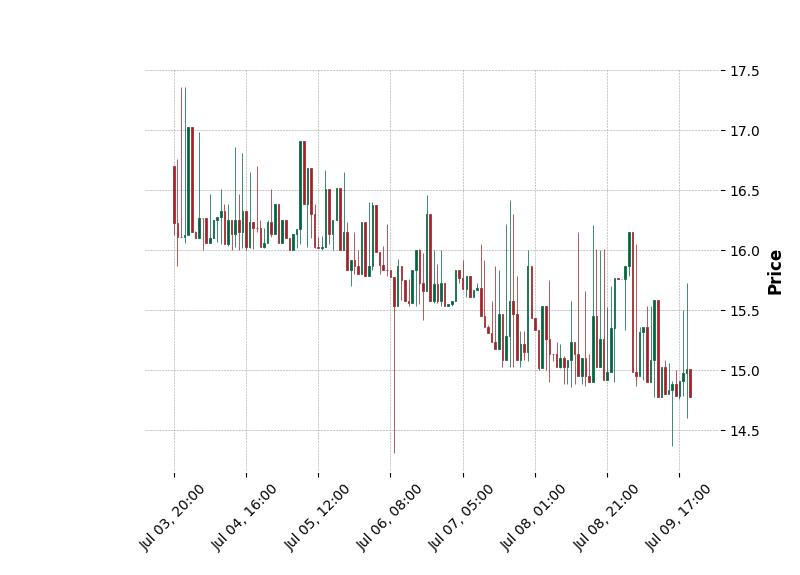 17.5
17.0
16.5
16.0
15.5
15.0
14.5
Price
Jul 03, 20:00
Jul 04, 16:00
Jul 05, 12:00
Jul 06, 08:00
Jul 07, 05:00
Jul 08, 01:00
Jul 08, 21:00
Jul 09, 17:00